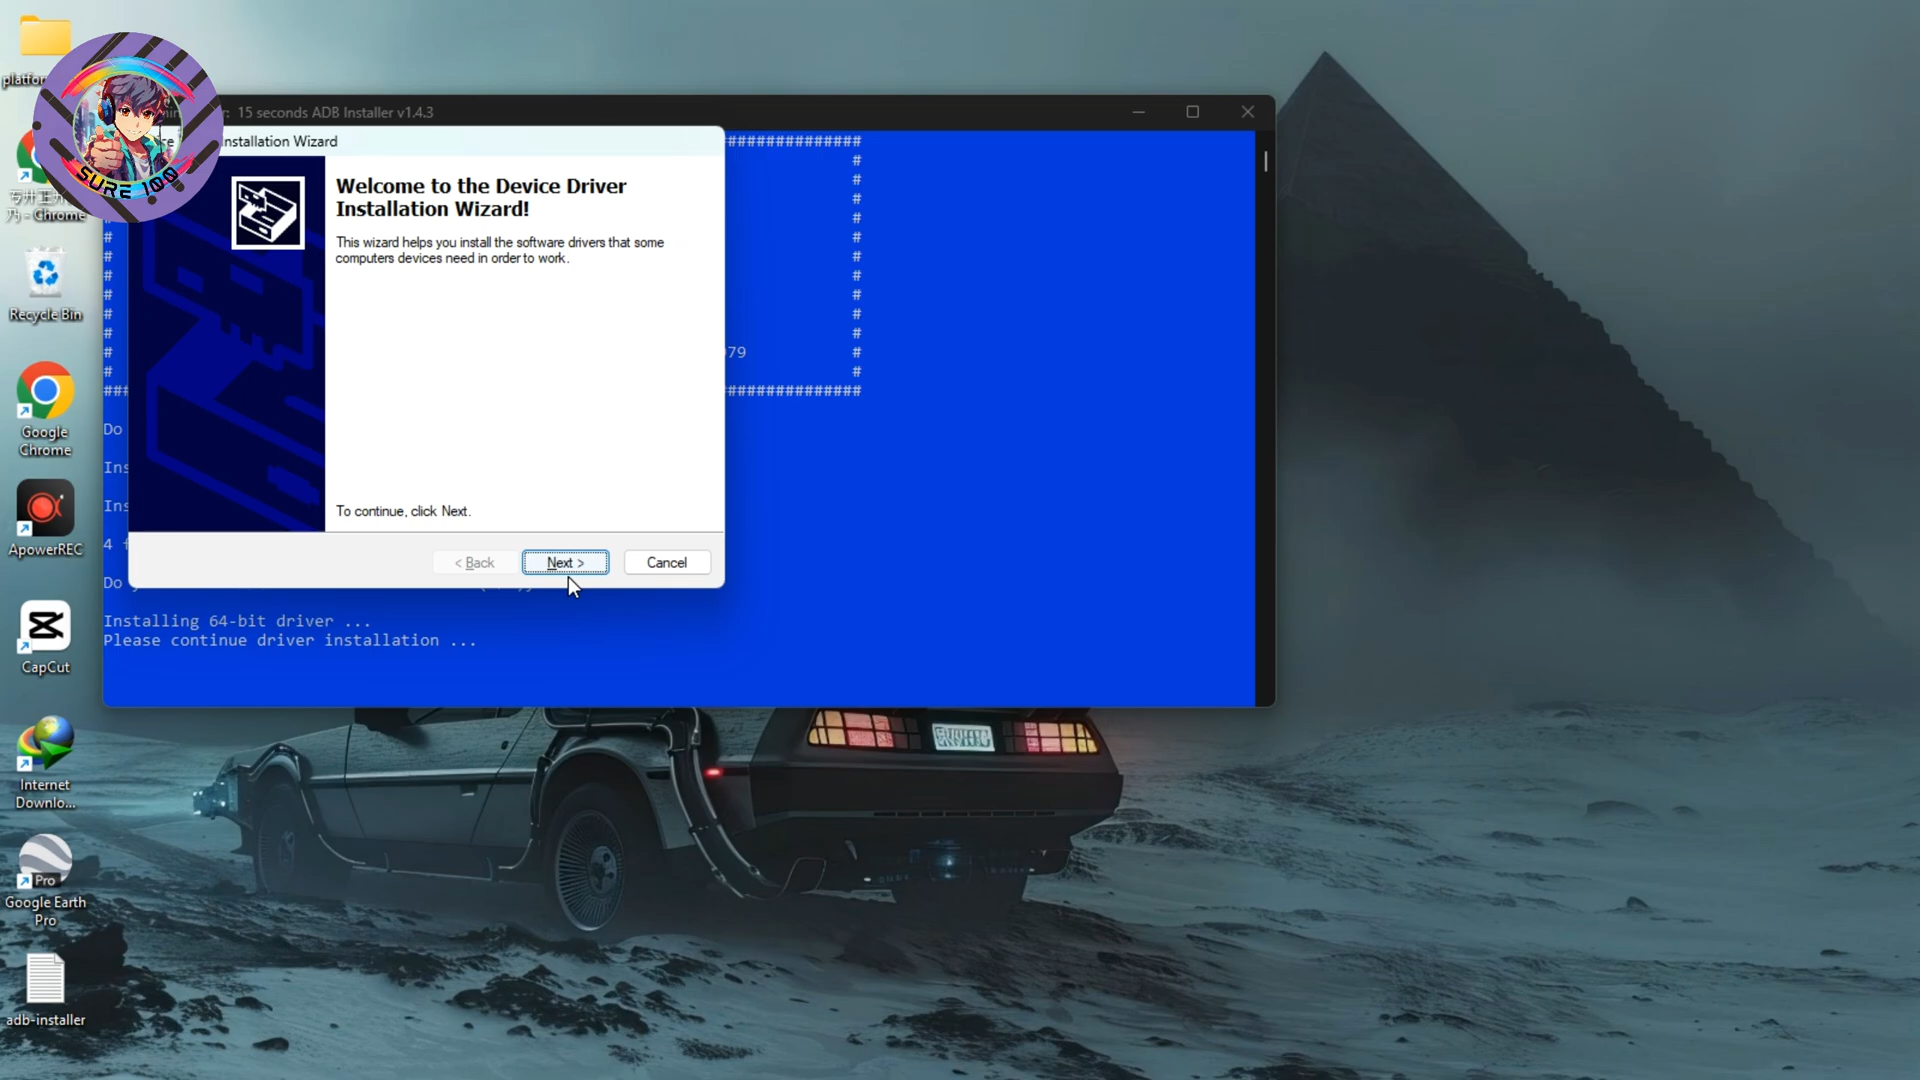 platfor
Chrome
Recycle Bin
Google
Chrome
ApowerREC
CapCut
Internet
Downlo...
Pro
Google Earth
Pro
adb-installer
SURE 100
15 seconds ADB Installer v1.4.3
nstallation Wizard
Welcome to the Device Driver
Installation Wizard!
This wizard helps you install the software drivers that some
computers devices need in order to work.
To continue, click Next.
< Back
Next >
Cancel
##############
#
#
#
#
# #
# #
# #
# #
# #
# #
# 79 #
# #
### ##############
Do
Ins
Ins
4 f
Do
Installing 64-bit driver ...
Please continue driver installation ...